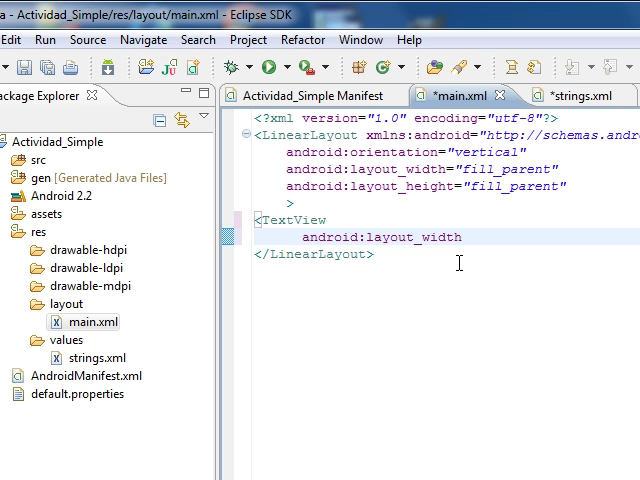 a - Actividad_Simple/res/layout/main.xml - Eclipse SDK
Edit Run Source Navigate Search Project Refactor Window Help
ackage Explorer
Actividad_Simple Manifest
*main.xml
*strings.xml
Actividad_Simple
src
gen [Generated Java Files]
Android 2.2
assets
res
drawable-hdpi
drawable-ldpi
drawable-mdpi
layout
main.xml
values
strings.xml
AndroidManifest.xml
default.properties
<?xml version="1.0" encoding="utf-8"?>
<LinearLayout xmlns:android="http://schemas.andro
android:orientation="vertical"
android:layout_width="fill_parent"
android:layout_height="fill_parent"
>
<TextView
android:layout_width
</LinearLayout>